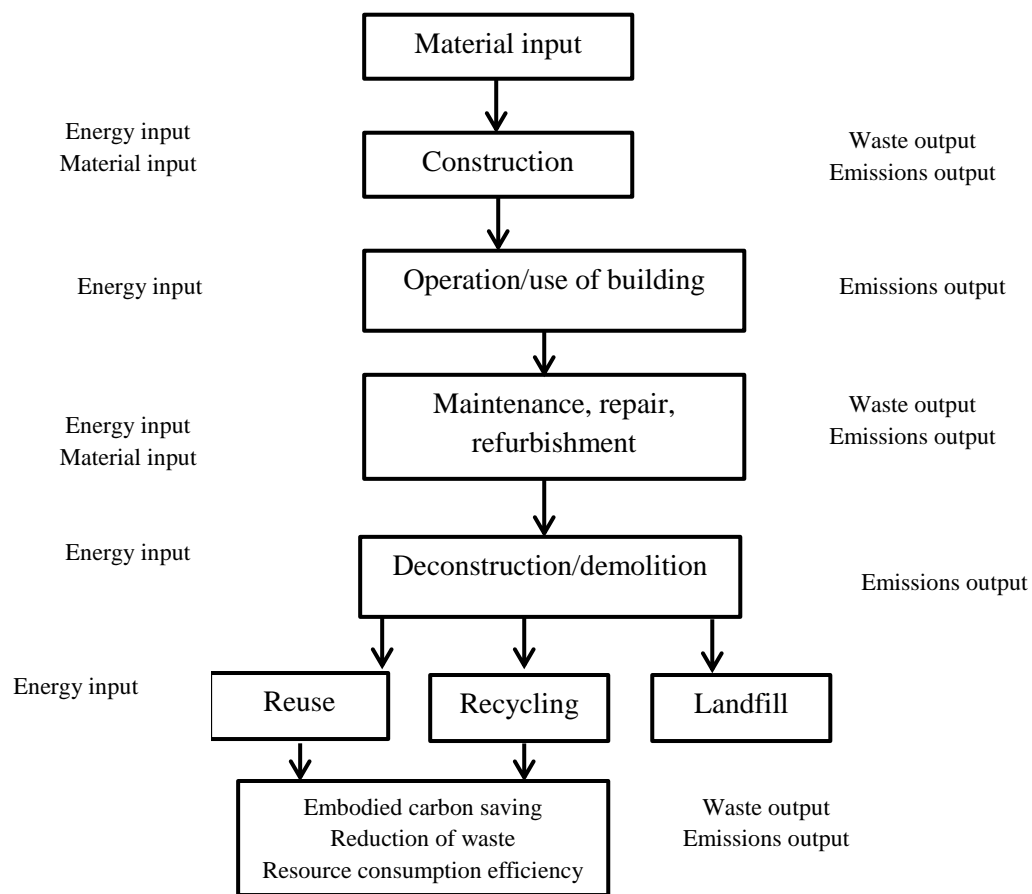 Material input
Energy input
Material input
Construction
Waste output
Emissions output
Energy input
Operation/use of building
Emissions output
Energy input
Material input
Maintenance, repair,
refurbishment
Waste output
Emissions output
Energy input
Deconstruction/demolition
Emissions output
Energy input
Reuse
Recycling
Landfill
Embodied carbon saving
Reduction of waste
Resource consumption efficiency
Waste output
Emissions output